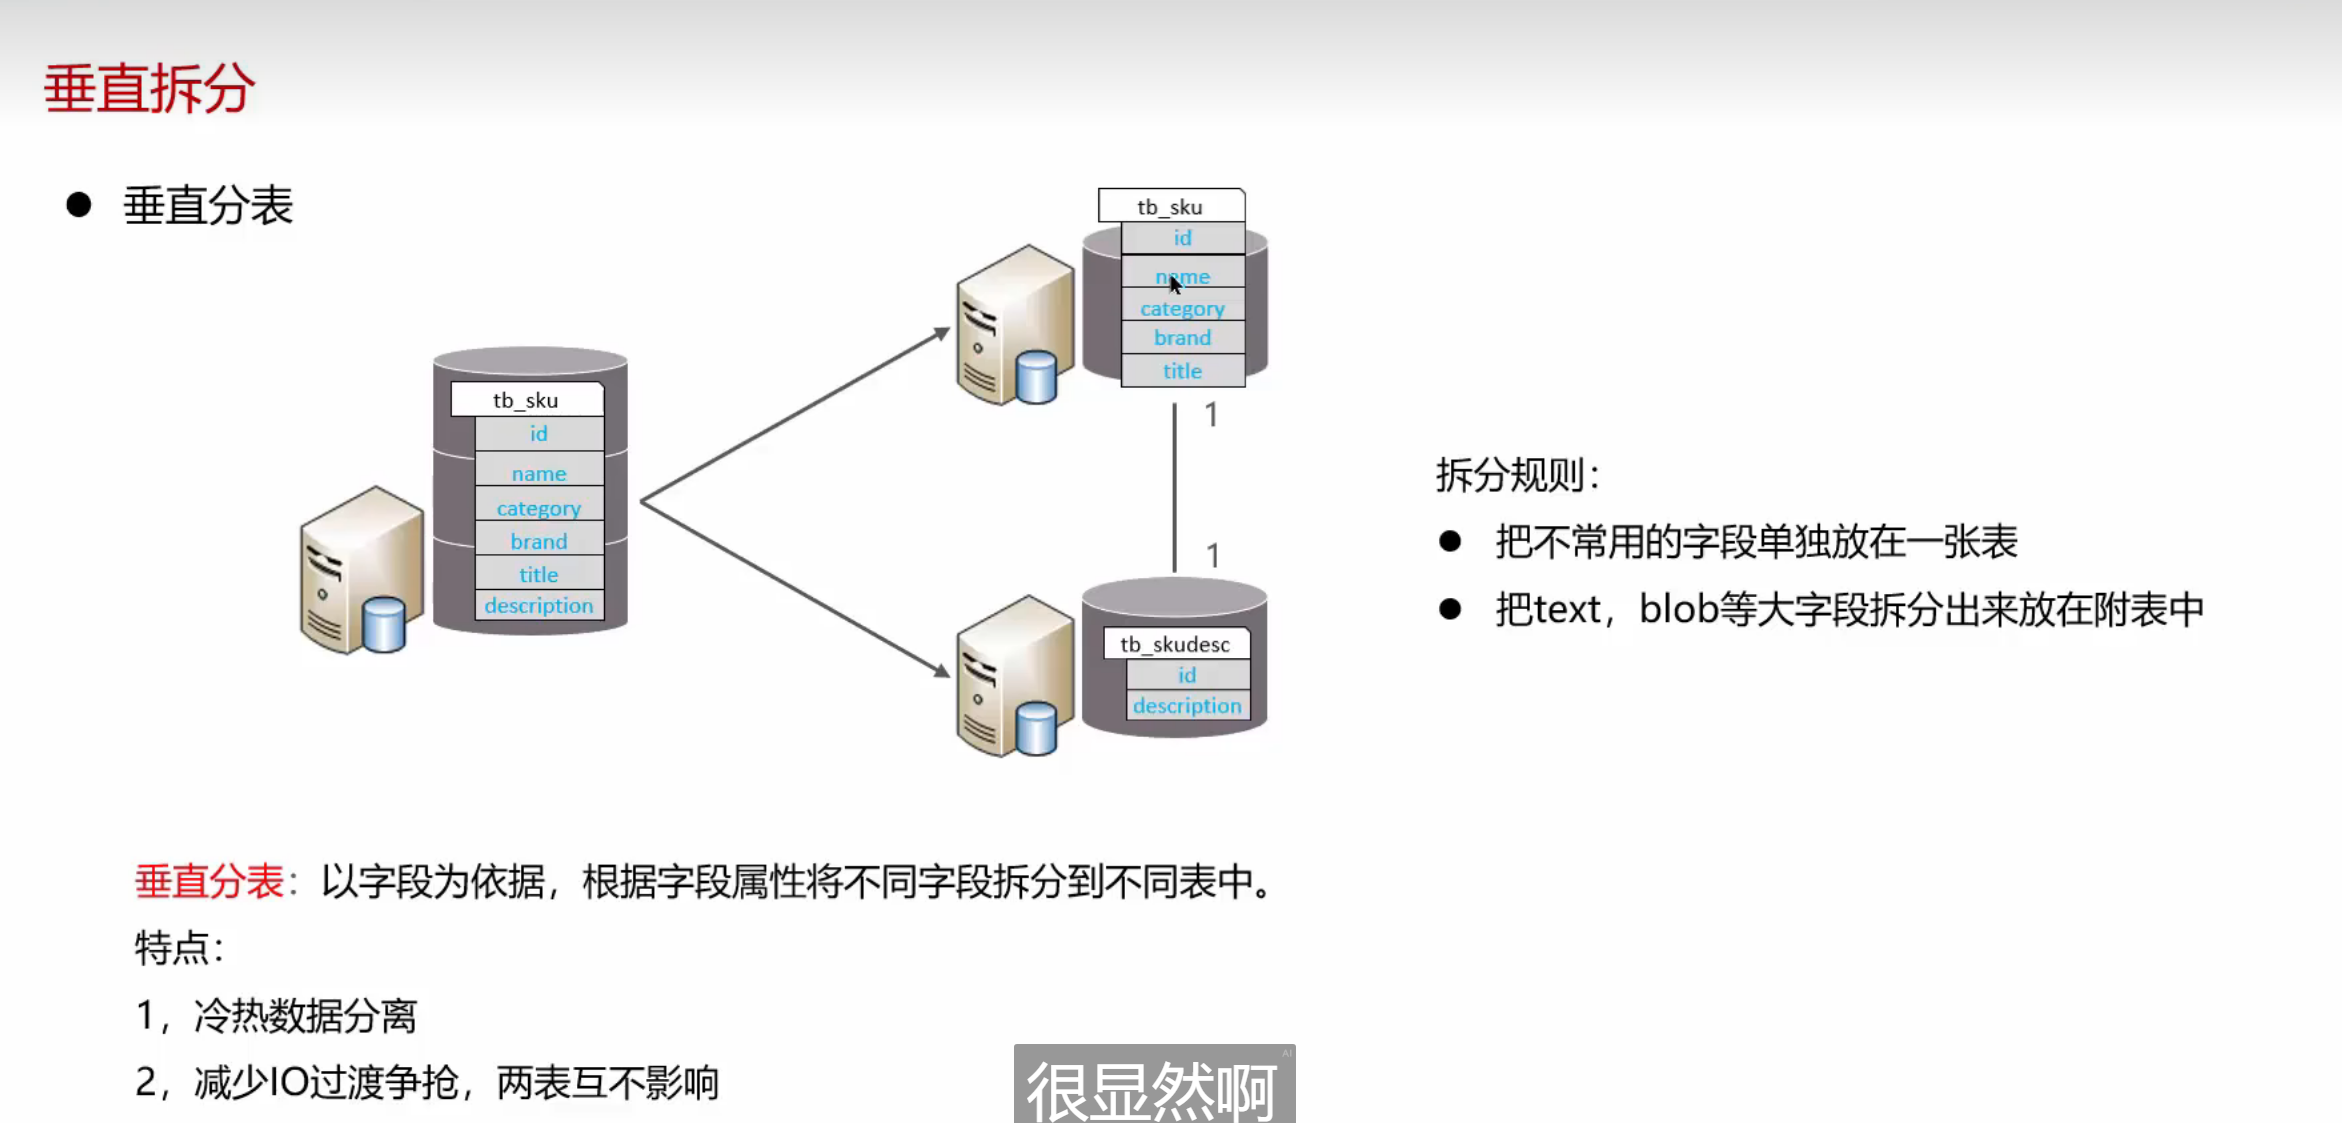 垂直拆分
● 垂直分表
tb_sku
id
name
category
brand
title
description
tb_sku
id
name
category
brand
title
1
1
tb_skudesc
id
description
拆分规则：
● 把不常用的字段单独放在一张表
● 把text，blob等大字段拆分出来放在附表中
垂直分表：以字段为依据，根据字段属性将不同字段拆分到不同表中。
特点：
1，冷热数据分离
2，减少IO过渡争抢，两表互不影响
AI
很显然啊